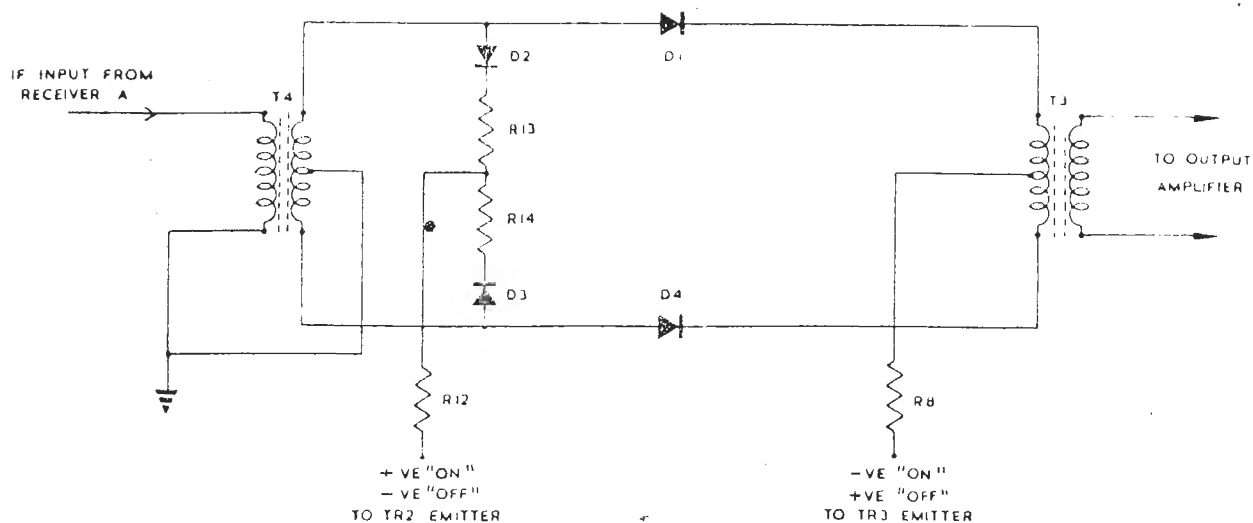 D2
D1
IF INPUT FROM
RECEIVER A
T4
T3
R13
TO OUTPUT
AMPLIFIER
R14
D3
D4
R12
R8
+ VE "ON"
- VE "OFF"
TO TR2 EMITTER
-VE "ON"
+VE "OFF"
TO TR3 EMITTER